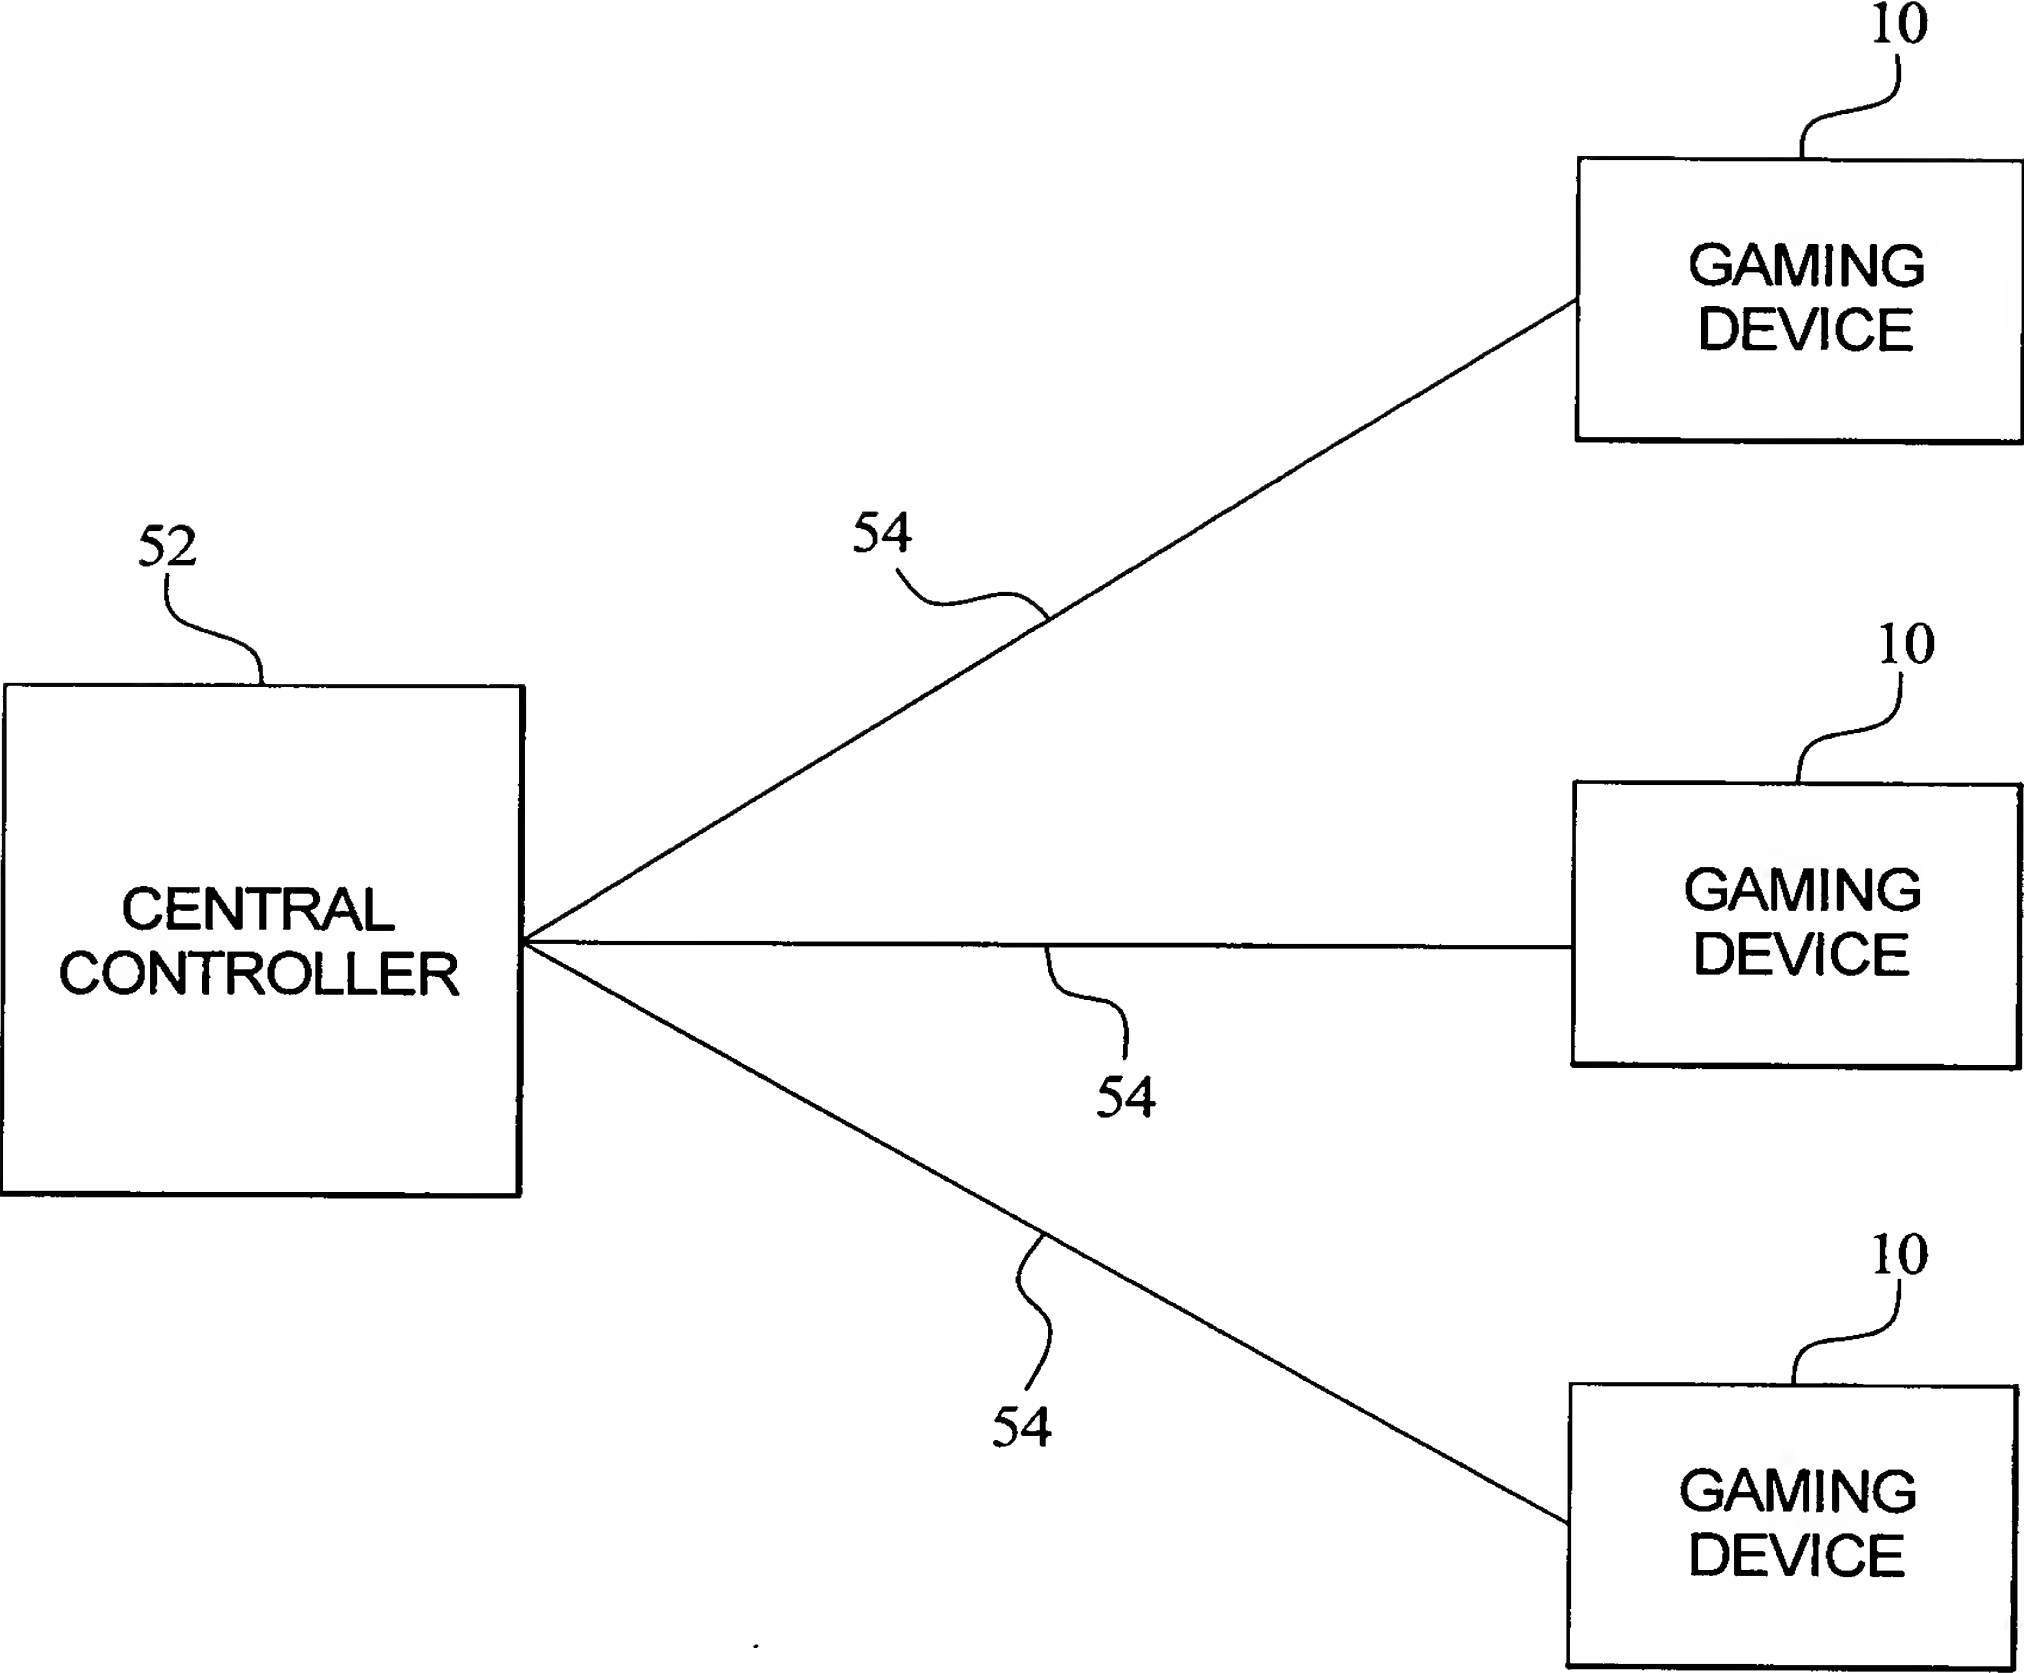 10
GAMING
DEVICE
54
52
10
GAMING
DEVICE
CENTRAL
CONTROLLER
54
10
54
GAMING
DEVICE